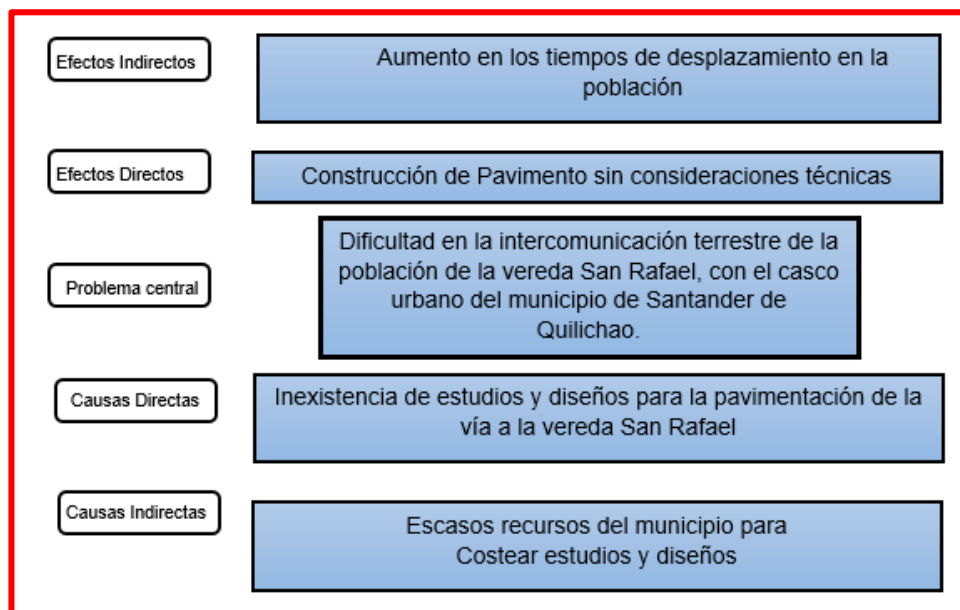 Efectos Indirectos
Aumento en los tiempos de desplazamiento en la
población
Efectos Directos
Construcción de Pavimento sin consideraciones técnicas
Problema central
Dificultad en la intercomunicación terrestre de la
población de la vereda San Rafael, con el casco
urbano del municipio de Santander de
Quilichao.
Causas Directas
Inexistencia de estudios y diseños para la pavimentación de la
vía a la vereda San Rafael
Causas Indirectas
Escasos recursos del municipio para
Costear estudios y diseños